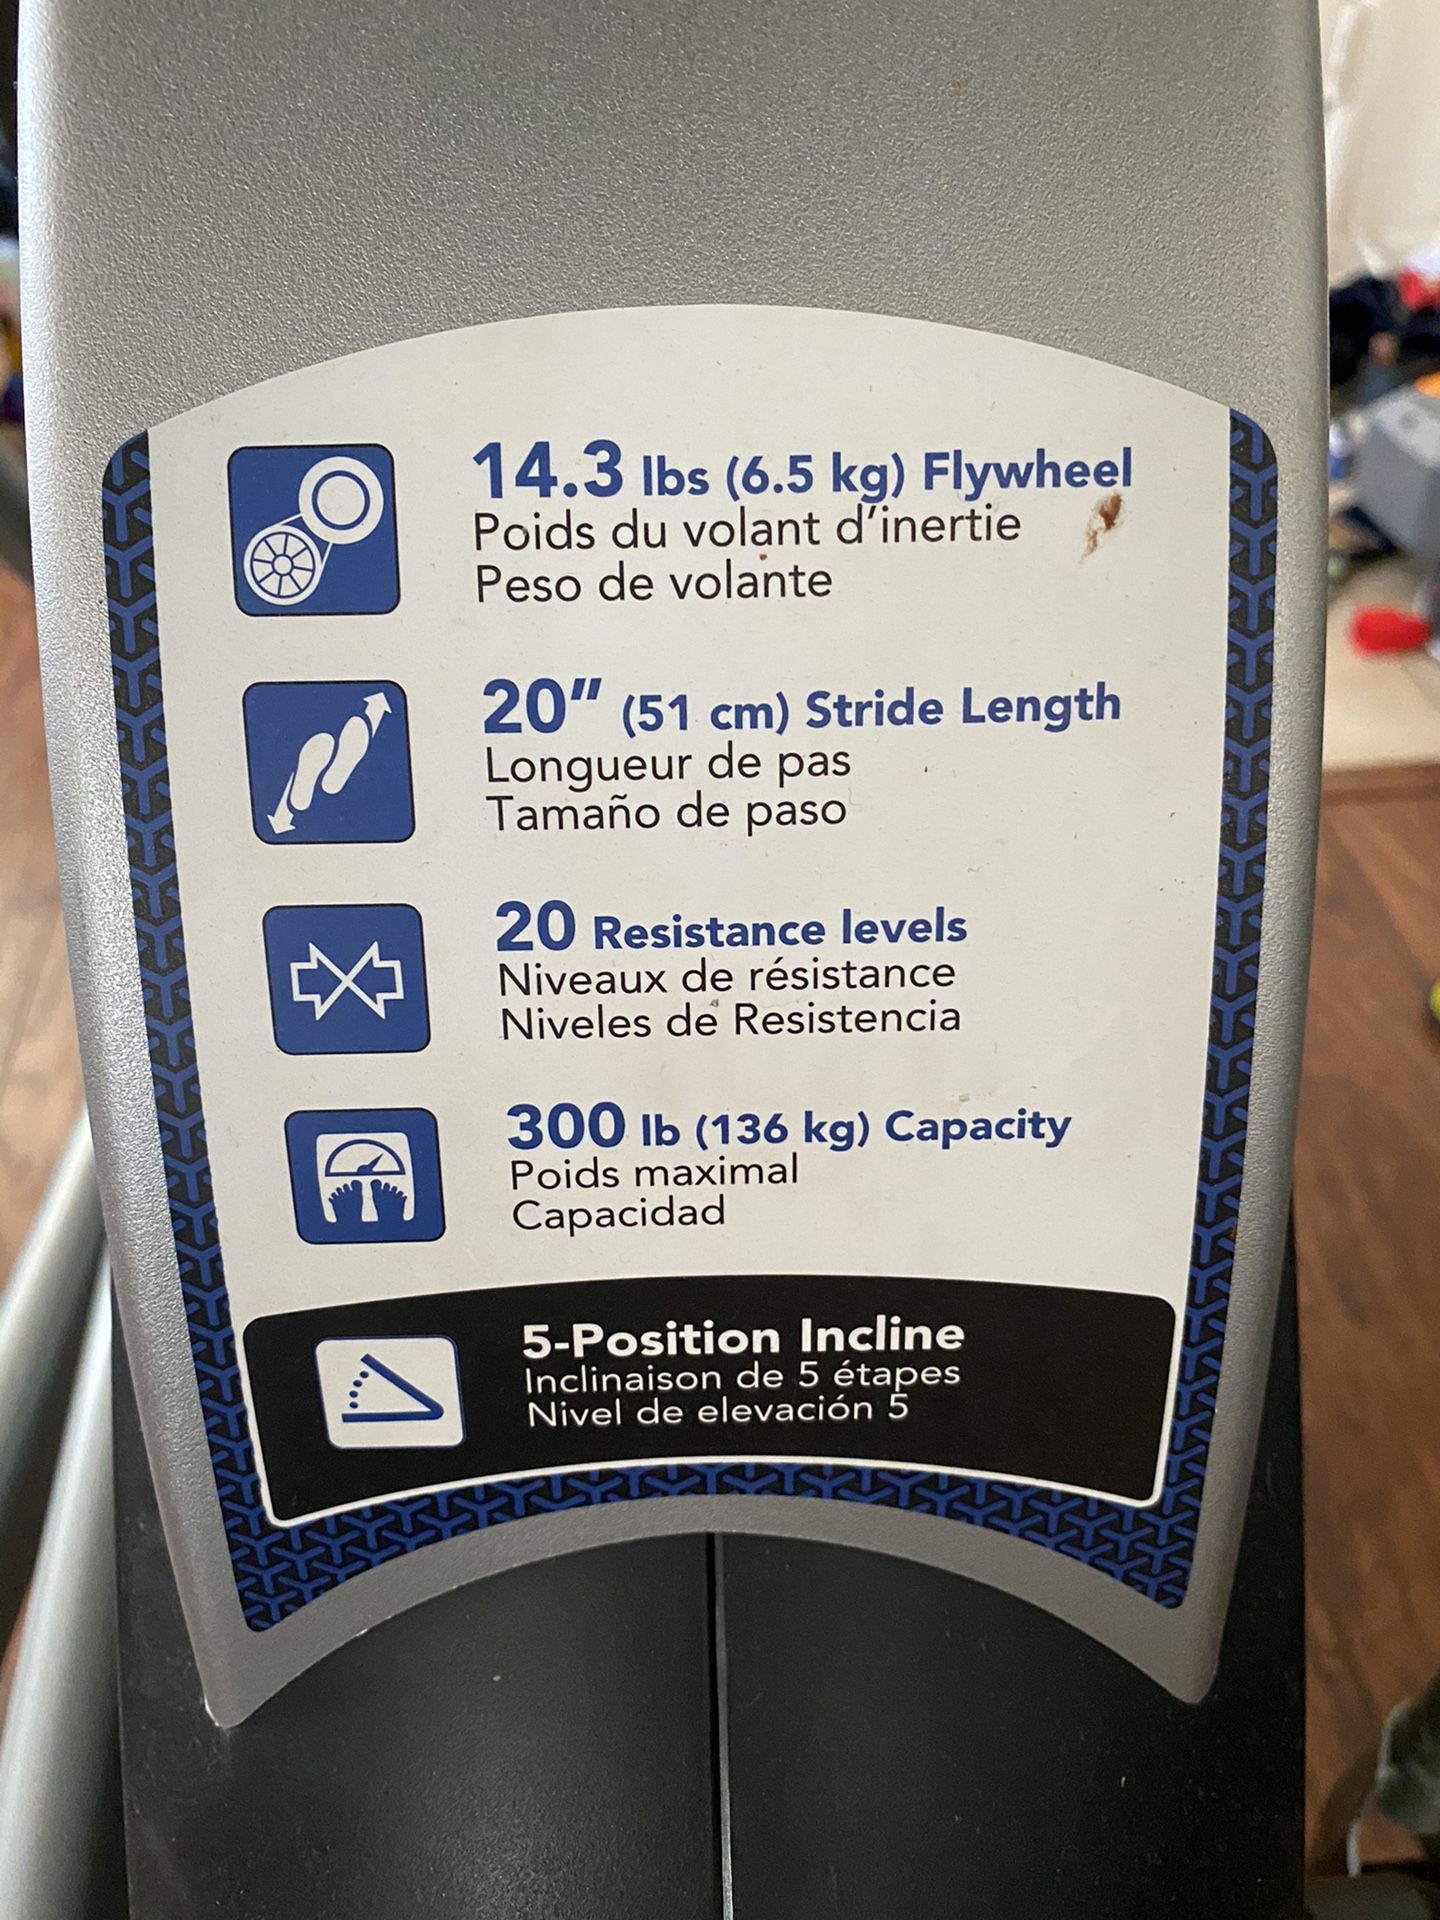 14.3 lbs (6.5 kg) Flywheel
Poids du volant d'inertie
Peso de volante
20" (51 cm) Stride Length
Longueur de pas
Tamaño de paso
20 Resistance levels
Niveaux de résistance
Niveles de Resistencia
300 lb (136 kg) Capacity
Poids maximal
Capacidad
5-Position Incline
Inclinaison de 5 étapes
Nivel de elevación 5